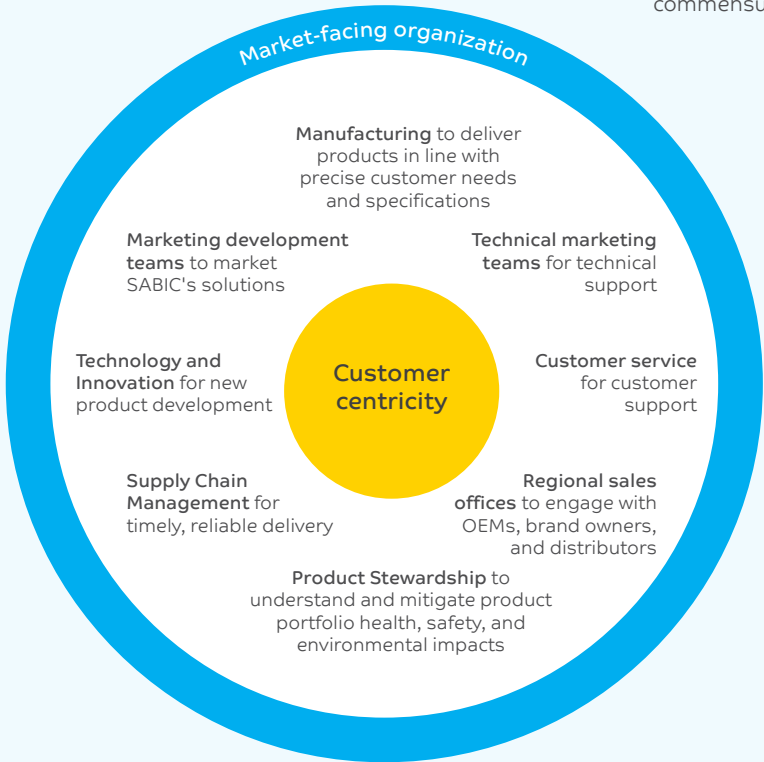 commensu
Market-facing organization
Manufacturing to deliver
products in line with
precise customer needs
and specifications
Marketing development
teams to market
SABIC's solutions
Technical marketing
teams for technical
support
Technology and
Innovation for new
product development
Customer
centricity
Customer service
for customer
support
Supply Chain
Management for
timely, reliable delivery
Regional sales
offices to engage with
OEMs, brand owners,
and distributors
Product Stewardship to
understand and mitigate product
portfolio health, safety, and
environmental impacts